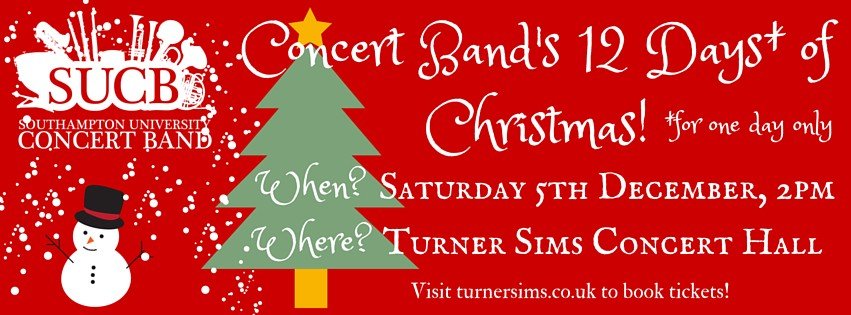 SUCB
SOUTHAMPTON UNIVERSITY
CONCERT BAND
Concert Band's 12 Days* of
Christmas! *for one day only
When? Saturday 5th December, 2pm
Where? Turner Sims Concert Hall
Visit turnersims.co.uk to book tickets!